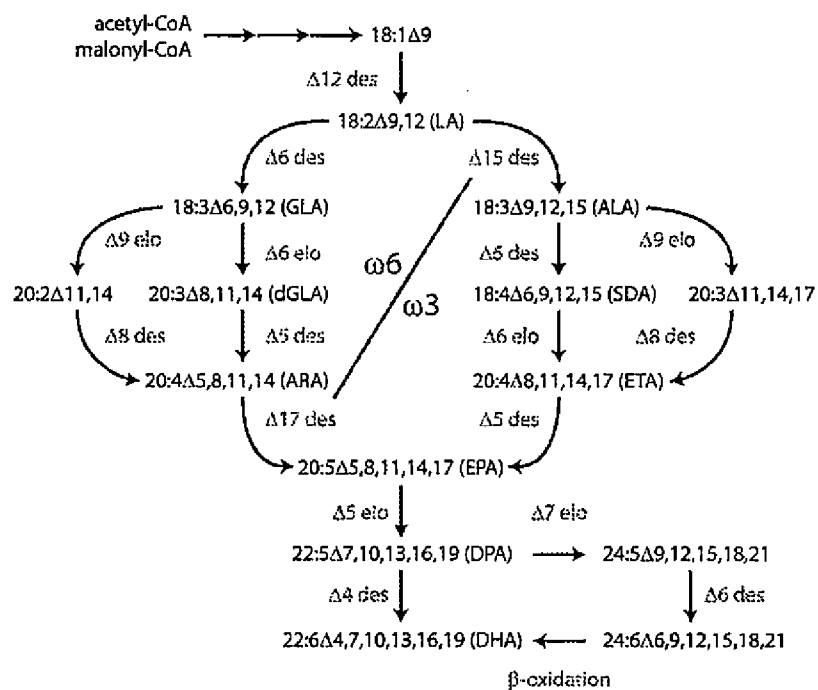 acetyl-CoA
malonyl-CoA
18:1Δ9
Δ12 des
18:2Δ9,12 (LA)
Δ6 des
Δ15 des
18:3Δ6,9,12 (GLA)
18:3Δ9,12,15 (ALA)
Δ9 elo
Δ6 elo
Δ6 des
Δ9 elo
ω6
ω3
20:2Δ11,14
20:3Δ8,11,14 (dGLA)
18:4Δ6,9,12,15 (SDA)
20:3Δ11,14,17
Δ8 des
Δ5 des
Δ6 elo
Δ8 des
20:4Δ5,8,11,14 (ARA)
20:4Δ8,11,14,17 (ETA)
Δ17 des
Δ5 des
20:5Δ5,8,11,14,17 (EPA)
Δ5 elo
Δ7 elo
22:5Δ7,10,13,16,19 (DPA)
24:5Δ9,12,15,18,21
Δ4 des
Δ6 des
22:6Δ4,7,10,13,16,19 (DHA)
24:6Δ6,9,12,15,18,21
β-oxidation